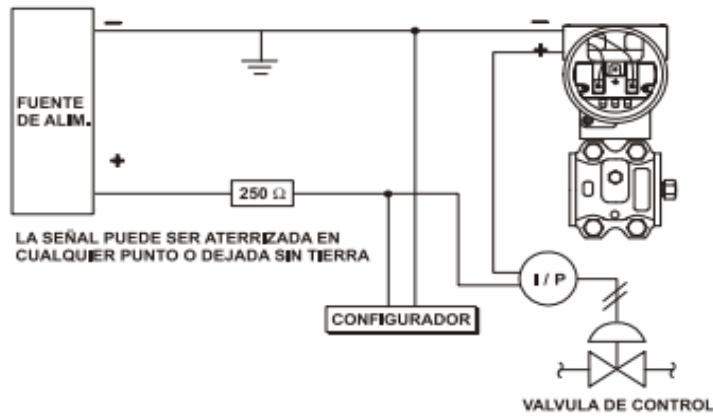 FUENTE
DE ALIM.
−
+
250 Ω
−
+
LA SEÑAL PUEDE SER ATERRIZADA EN
CUALQUIER PUNTO O DEJADA SIN TIERRA
CONFIGURADOR
I / P
VALVULA DE CONTROL